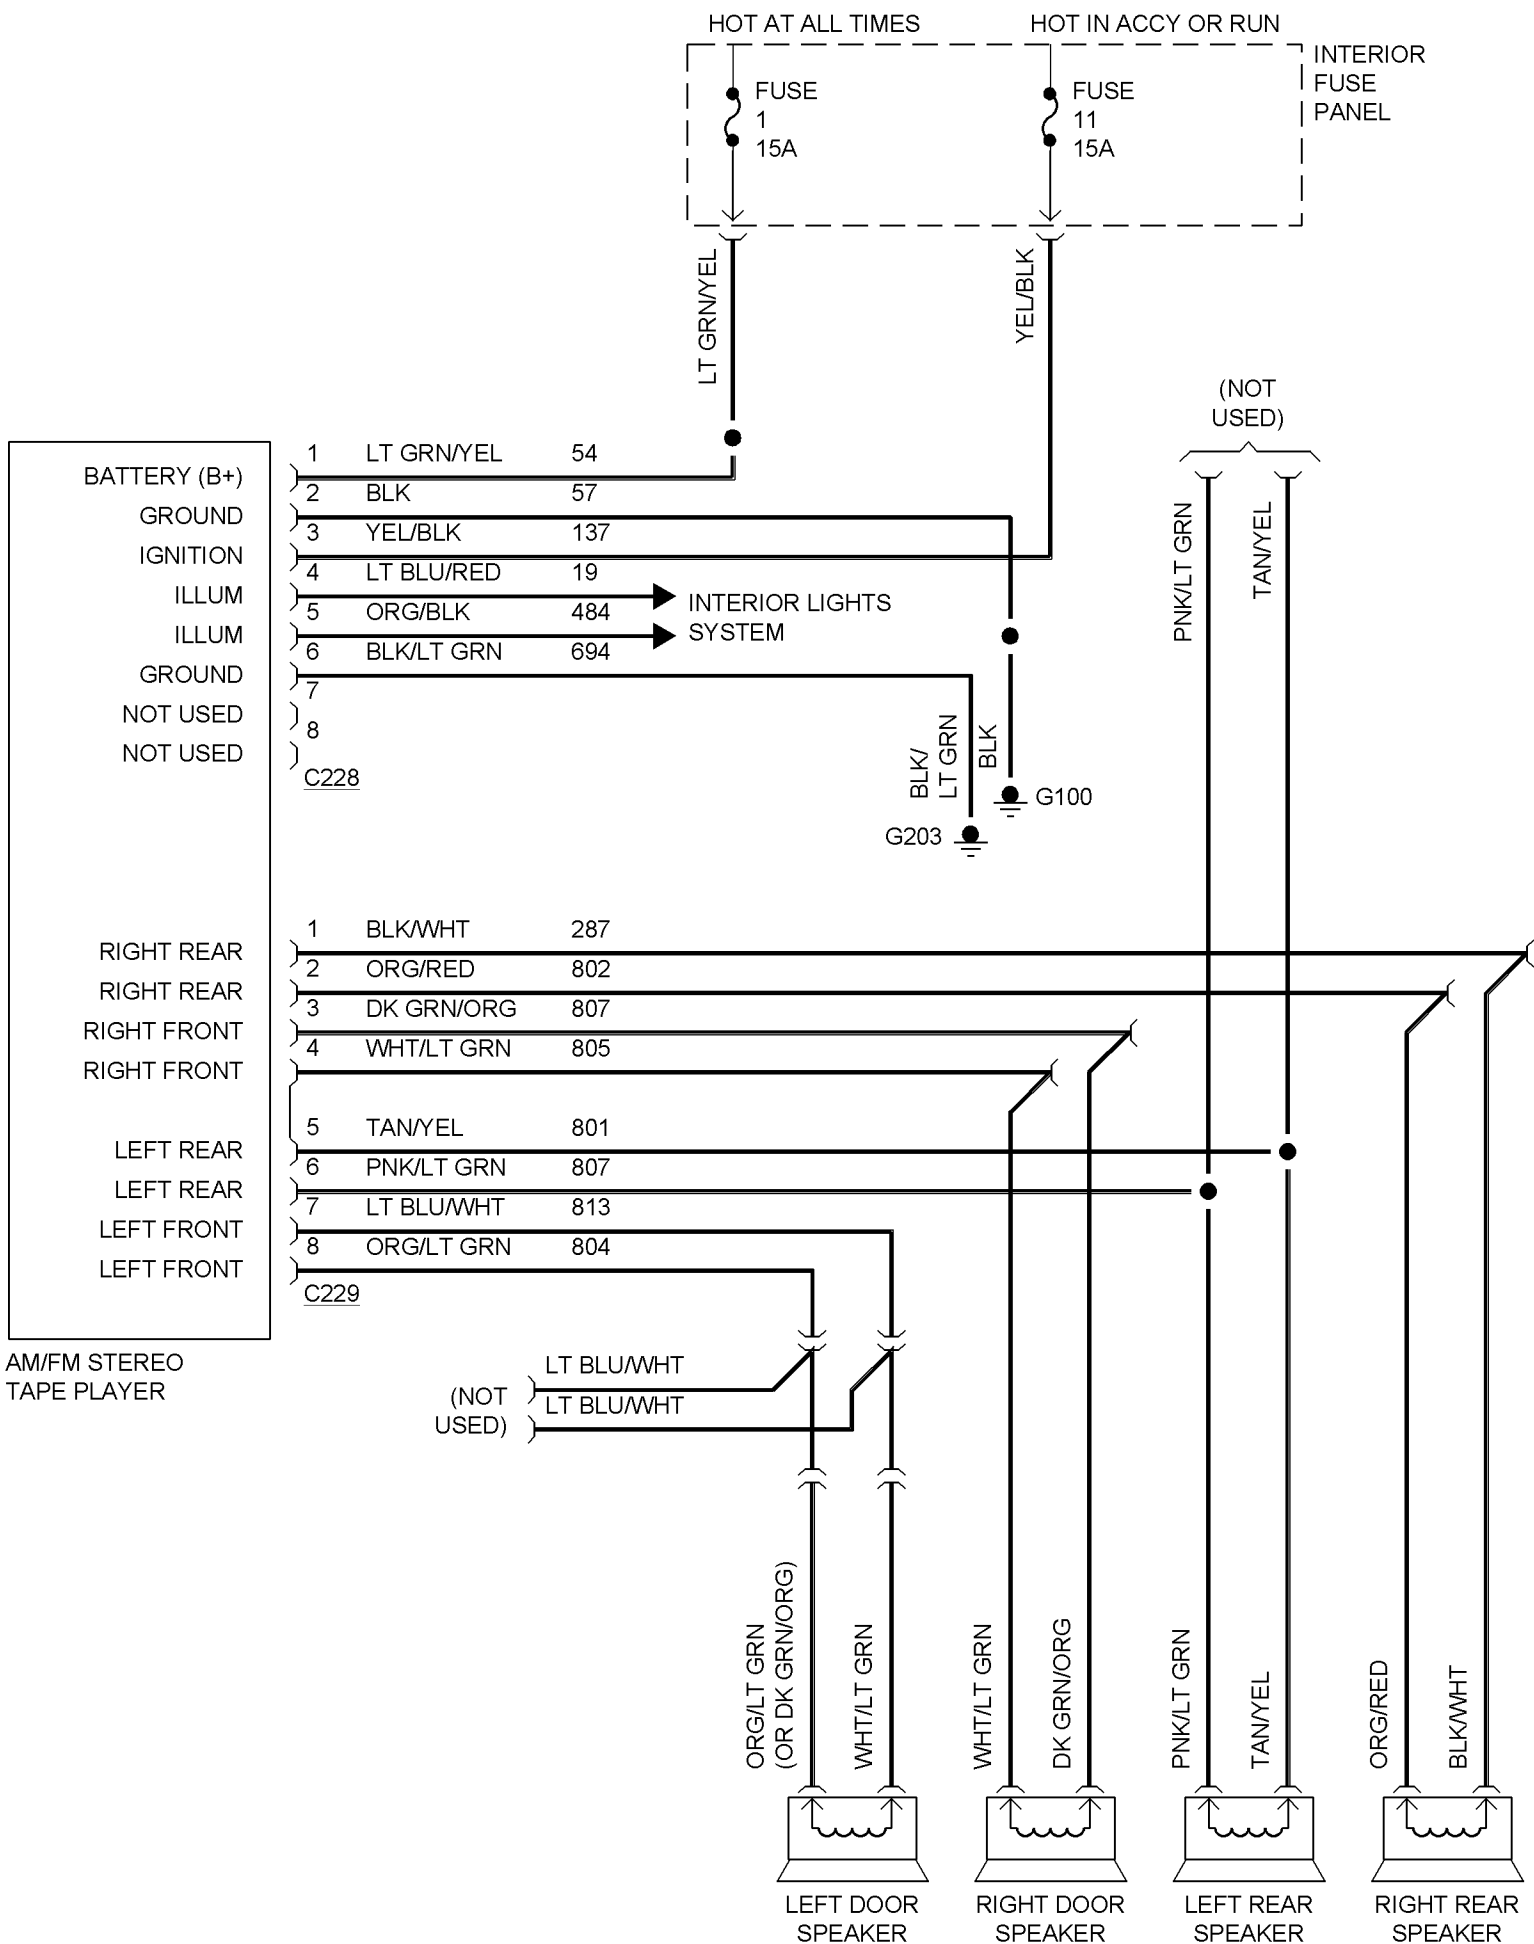 HOT AT ALL TIMES
HOT IN ACCY OR RUN
INTERIOR
FUSE
PANEL
FUSE
1
15A
FUSE
11
15A
LT GRN/YEL
YEL/BLK
(NOT
USED)
PNK/LT GRN
TAN/YEL
1 LT GRN/YEL 54
BATTERY (B+)
2 BLK 57
GROUND
3 YEL/BLK 137
IGNITION
4 LT BLU/RED 19
ILLUM
5 ORG/BLK 484
ILLUM
6 BLK/LT GRN 694
GROUND
7
NOT USED
8
NOT USED
C228
INTERIOR LIGHTS
SYSTEM
BLK/
LT GRN
BLK
G100
G203
1 BLK/WHT 287
RIGHT REAR
2 ORG/RED 802
RIGHT REAR
3 DK GRN/ORG 807
RIGHT FRONT
4 WHT/LT GRN 805
RIGHT FRONT
5 TAN/YEL 801
LEFT REAR
6 PNK/LT GRN 807
LEFT REAR
7 LT BLU/WHT 813
LEFT FRONT
8 ORG/LT GRN 804
LEFT FRONT
C229
AM/FM STEREO
TAPE PLAYER
LT BLU/WHT
LT BLU/WHT
(NOT
USED)
ORG/LT GRN
(OR DK GRN/ORG)
WHT/LT GRN
WHT/LT GRN
DK GRN/ORG
PNK/LT GRN
TAN/YEL
ORG/RED
BLK/WHT
LEFT DOOR
SPEAKER
RIGHT DOOR
SPEAKER
LEFT REAR
SPEAKER
RIGHT REAR
SPEAKER